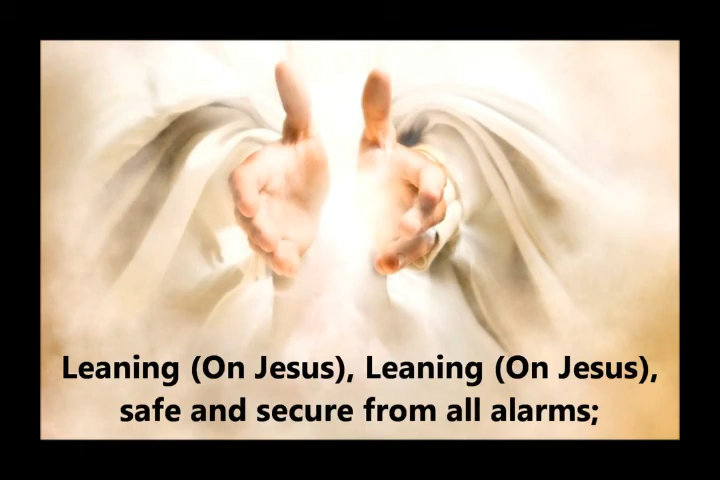 Leaning (On Jesus), Leaning (On Jesus),
safe and secure from all alarms;